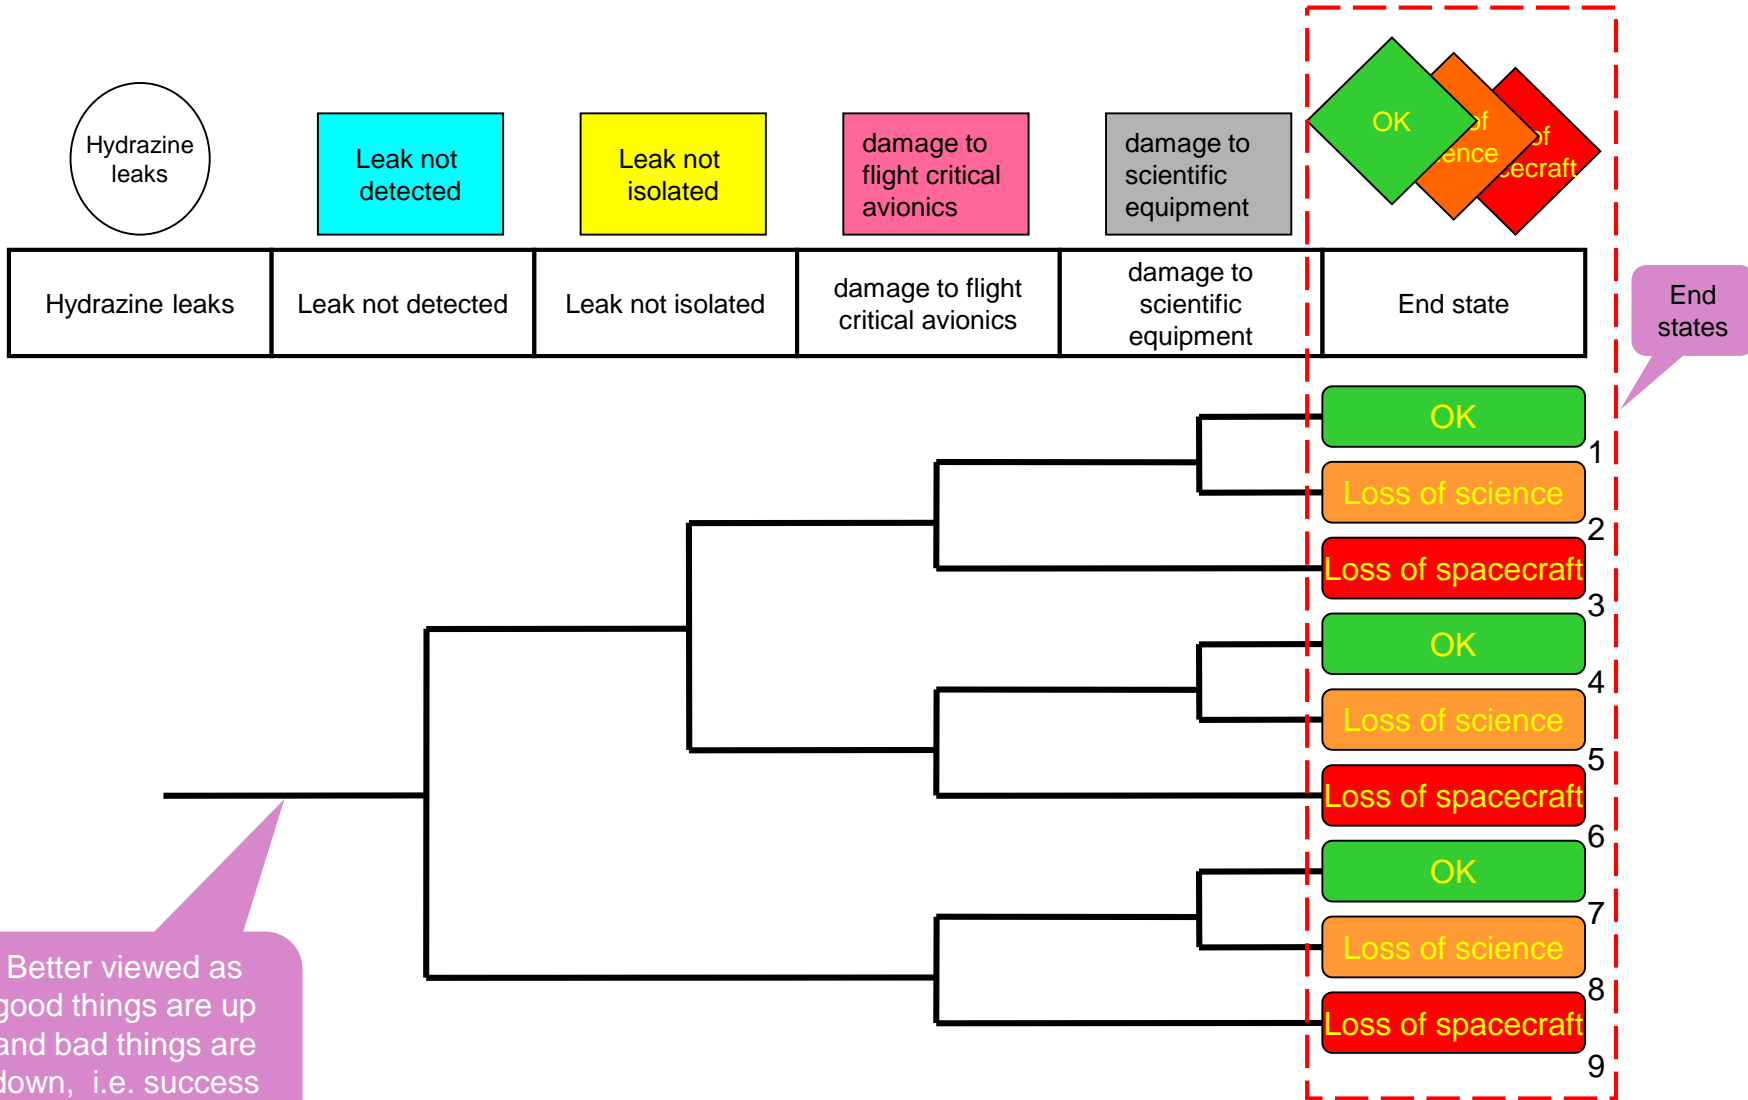 Hydrazine
leaks
Leak not
detected
Leak not
isolated
damage to
flight critical
avionics
damage to
scientific
equipment
OK
of
of
Hydrazine leaks
Leak not detected
Leak not isolated
damage to flight
critical avionics
damage to
scientific
equipment
End state
End
states
OK
1
Loss of science
2
Loss of spacecraft
3
OK
4
Loss of science
5
Loss of spacecraft
6
OK
7
Loss of science
8
Loss of spacecraft
9
Better viewed as
good things are up
and bad things are
down, i.e. success